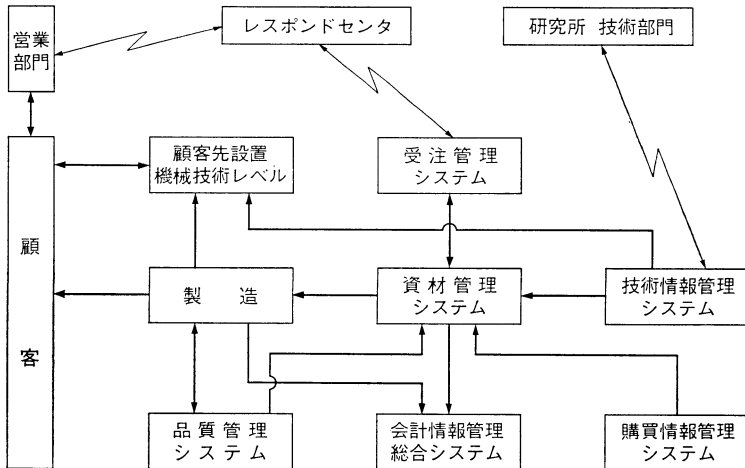 営業
部門
レスポンドセンタ
研究所 技術部門
顧客先設置
機械技術レベル
受注管理
システム
顧
客
製造
資材管理
システム
技術情報管理
システム
品質管理
システム
会計情報管理
総合システム
購買情報管理
システム